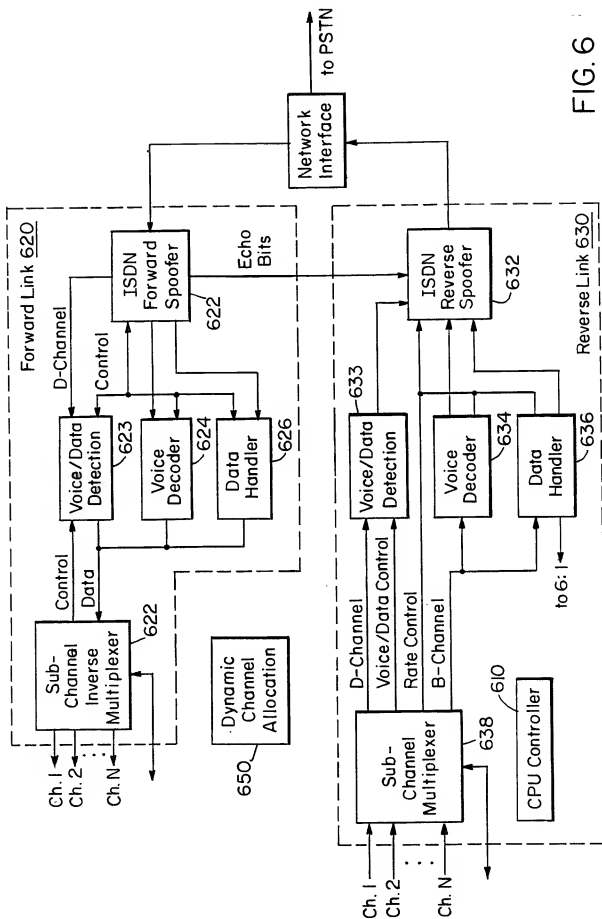 Forward Link 620
D-Channel
Control
Voice/Data
Detection
623
Voice
Decoder
624
Data
Handler
626
ISDN
Forward
Spoofer
622
Echo
Bits
Control
Data
Sub-
Channel
Inverse
Multiplexer
622
Ch. 1
Ch. 2
Ch. N
Dynamic
Channel
Allocation
650
Network
Interface
to PSTN
Reverse Link 630
ISDN
Reverse
Spoofer
632
633
Voice/Data
Detection
Voice
Decoder
634
Data
Handler
636
to 6:1
D-Channel
Voice/Data Control
Rate Control
B-Channel
Sub-
Channel
Multiplexer
638
Ch. 1
Ch. 2
Ch. N
610
CPU Controller
FIG. 6